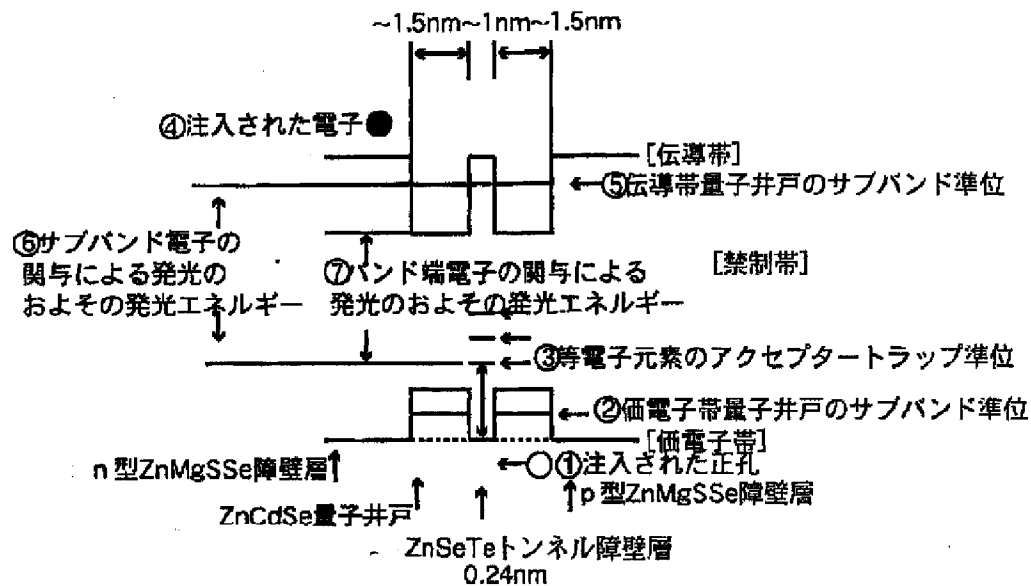 ~1.5nm~1nm~1.5nm
④注入された電子●
[伝導帯]
⑤伝導帯量子井戸のサブバンド準位
⑥サブバンド電子の
関与による発光の
おおよその発光エネルギー
⑦バンド端電子の関与による
発光のおよその発光エネルギー
[禁制帯]
③等電子元素のアクセプタートラップ準位
②価電子帯量子井戸のサブバンド準位
[価電子帯]
①注入された正孔
n型ZnMgSSe障壁層
p型ZnMgSSe障壁層
ZnCdSe量子井戸
ZnSeTeトンネル障壁層
0.24nm